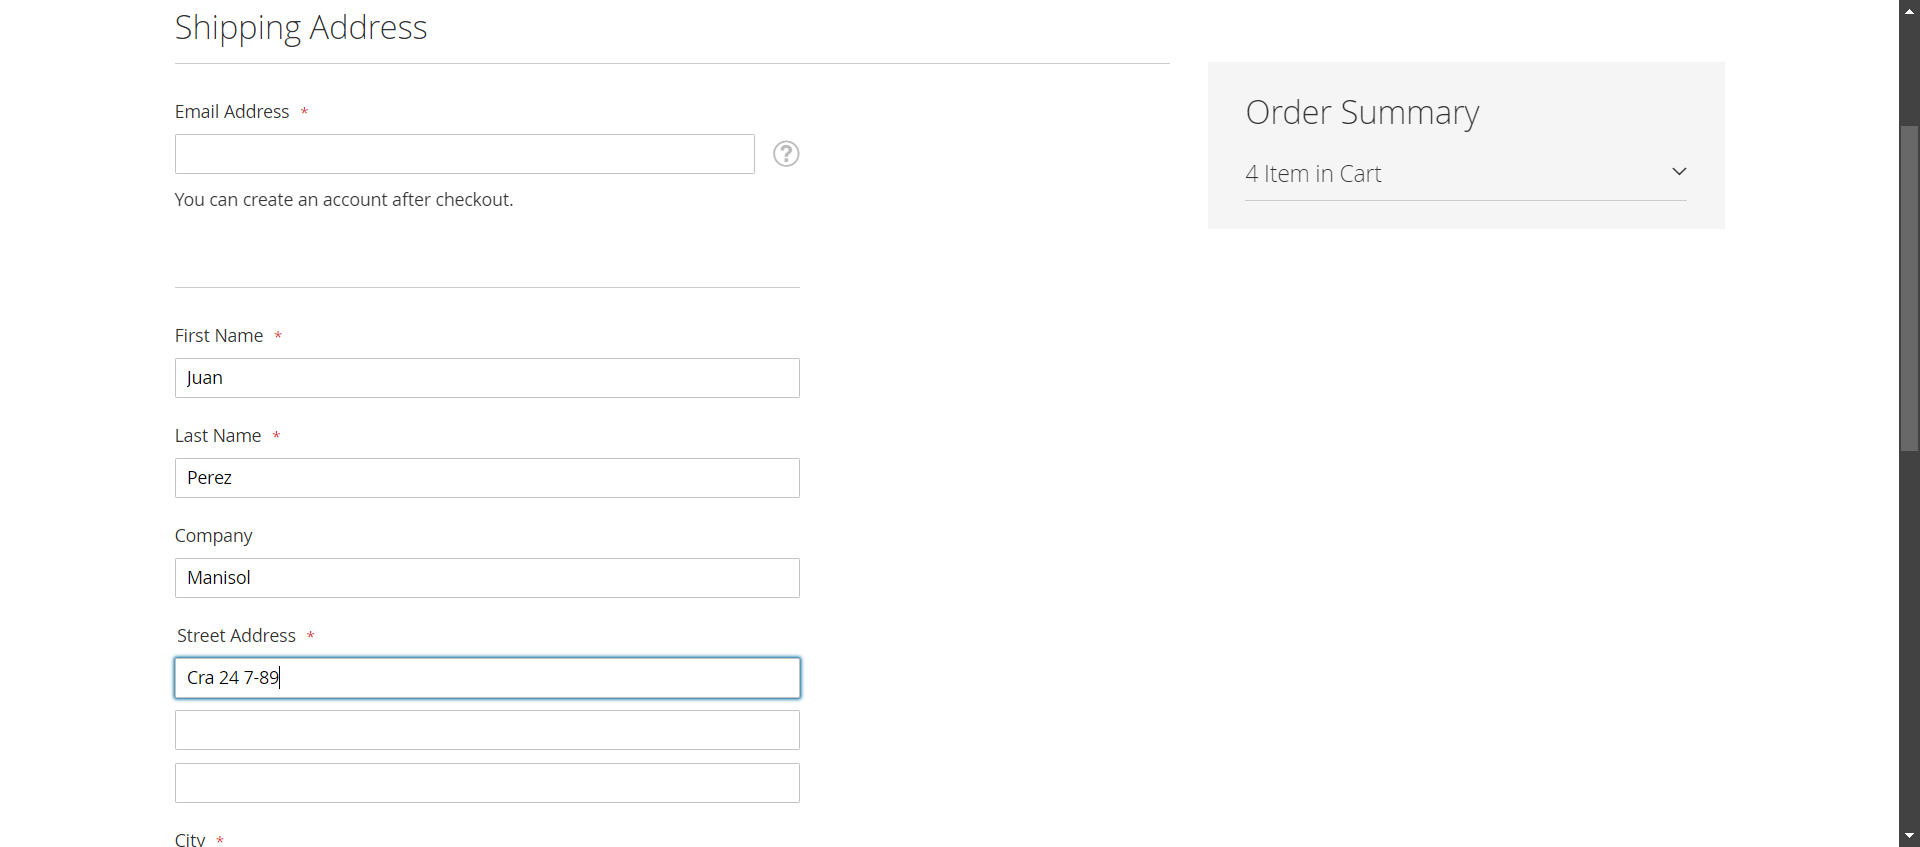 Shipping Address
Email Address *
?
You can create an account after checkout.
First Name *
Juan
Last Name *
Perez
Company
Manisol
Street Address *
Cra 24 7-89
City *
Order Summary
4 Item in Cart